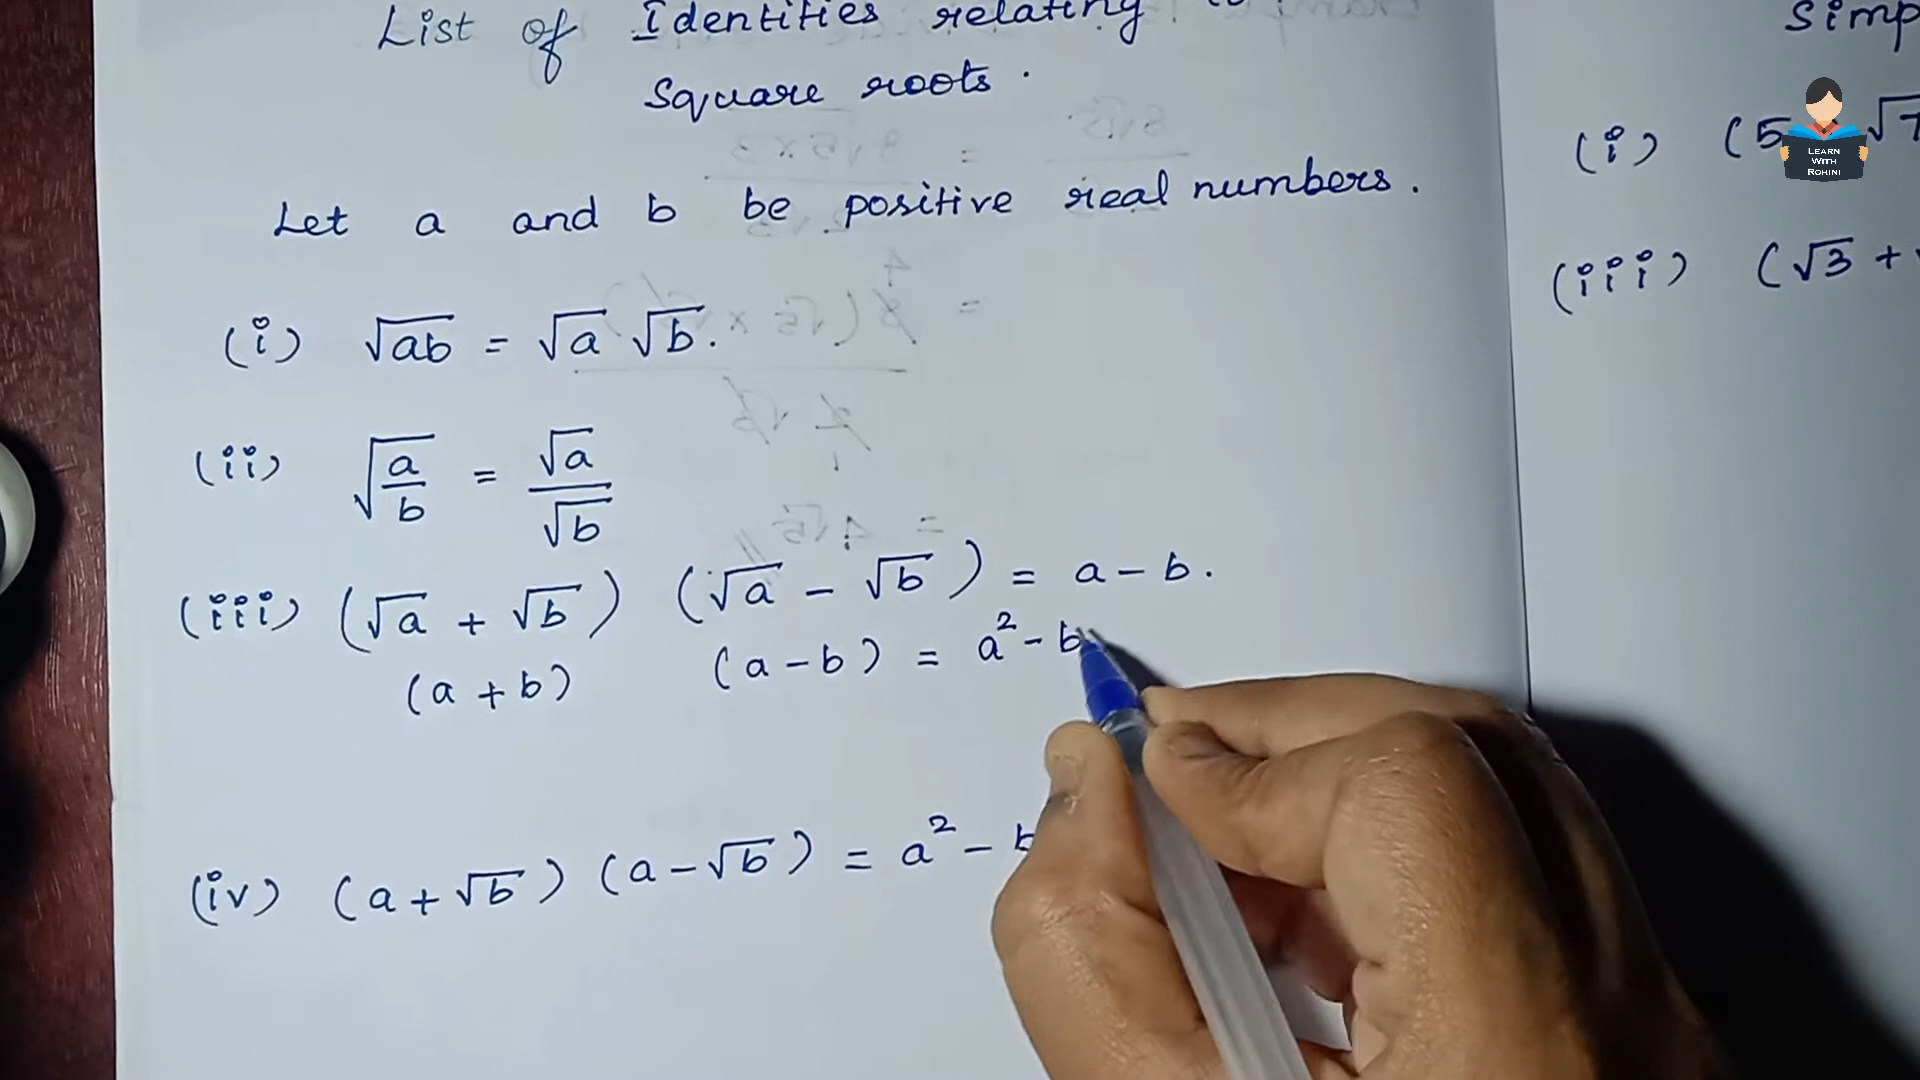 List of Identities relating
Square roots.
Let a and b be positive real numbers.
(i) √ab = √a √b.
(ii) √(a/b) = √a/√b
(iii) (√a + √b) (√a - √b) = a - b.
(a + b) (a - b) = a² - b
(iv) (a + √b) (a - √b) = a² - b
Simp
(i) (5 √7
(iii) (√3 +
LEARN
WITH
ROHINI